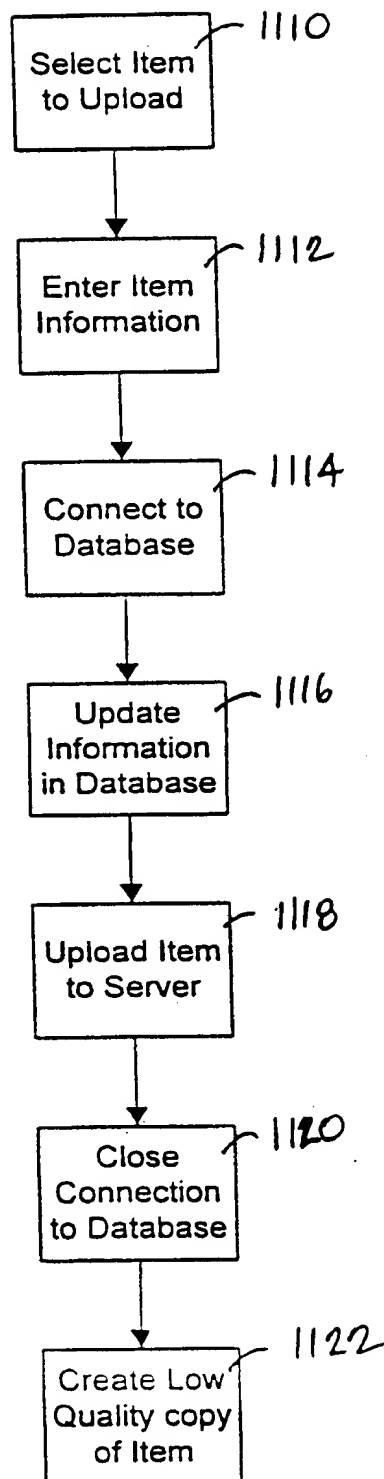 1110
Select Item
to Upload
1112
Enter Item
Information
1114
Connect to
Database
1116
Update
Information
in Database
1118
Upload Item
to Server
1120
Close
Connection
to Database
1122
Create Low
Quality copy
of Item